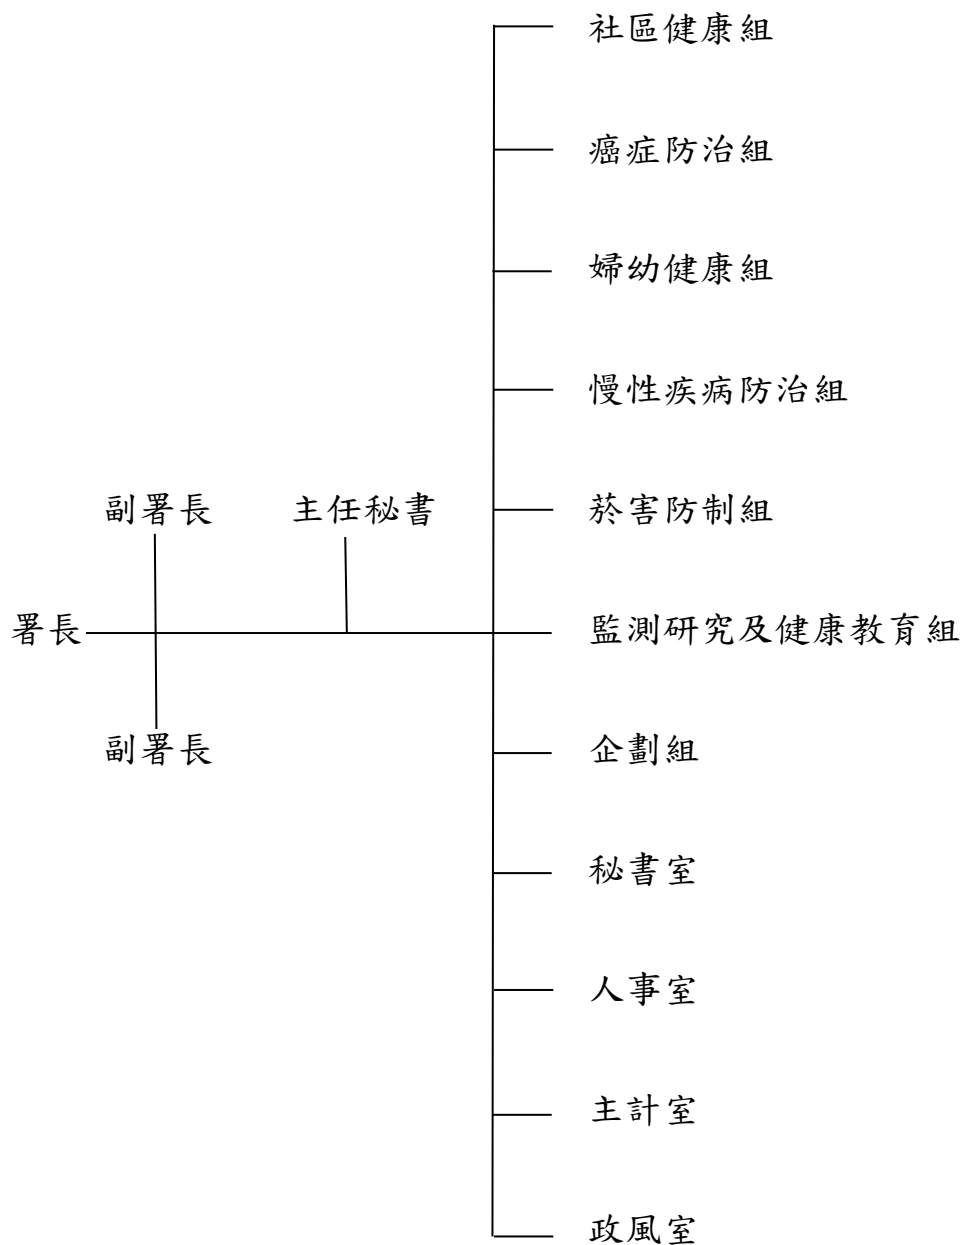 社區健康組
癌症防治組
婦幼健康組
慢性疾病防治組
副署長 主任秘書 菸害防制組
署長 監測研究及健康教育組
副署長 企劃組
秘書室
人事室
主計室
政風室